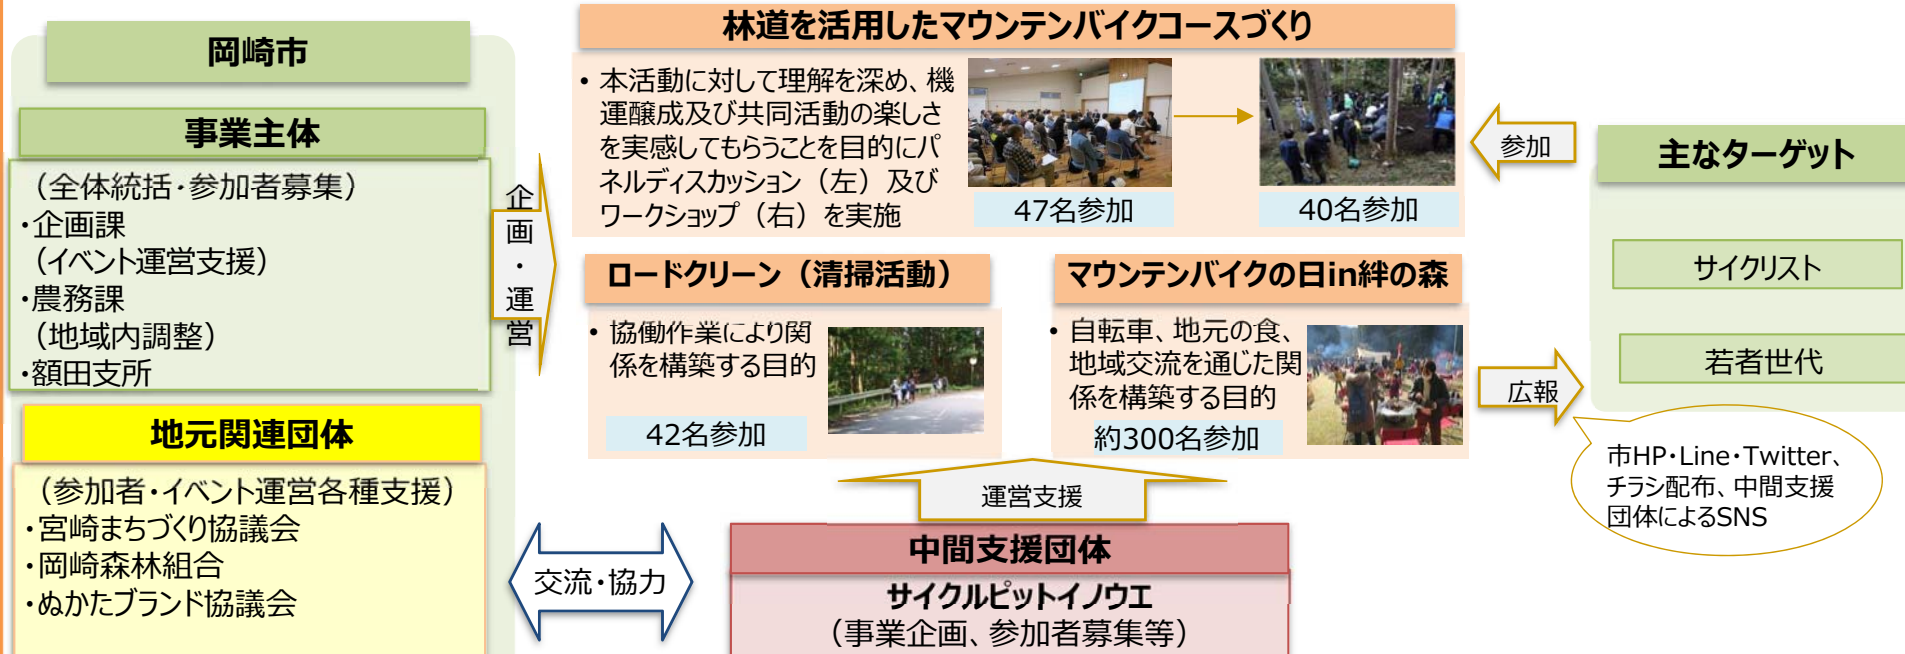 岡崎市
事業主体
（全体統括・参加者募集）
・企画課
（イベント運営支援）
・農務課
（地域内調整）
・額田支所
地元関連団体
（参加者・イベント運営各種支援）
・宮崎まちづくり協議会
・岡崎森林組合
・ぬかたブランド協議会
企画・運営
林道を活用したマウンテンバイクコースづくり
• 本活動に対して理解を深め、機
運醸成及び共同活動の楽しさ
を実感してもらうことを目的にパ
ネルディスカッション（左）及び
ワークショップ（右）を実施
47名参加
40名参加
ロードクリーン（清掃活動）
• 協働作業により関
係を構築する目的
42名参加
マウンテンバイクの日in絆の森
• 自転車、地元の食、
地域交流を通じた関
係を構築する目的
約300名参加
運営支援
交流・協力
中間支援団体
サイクルピットイノウエ
（事業企画、参加者募集等）
参加
広報
主なターゲット
サイクリスト
若者世代
市HP・Line・Twitter、
チラシ配布、中間支援
団体によるSNS